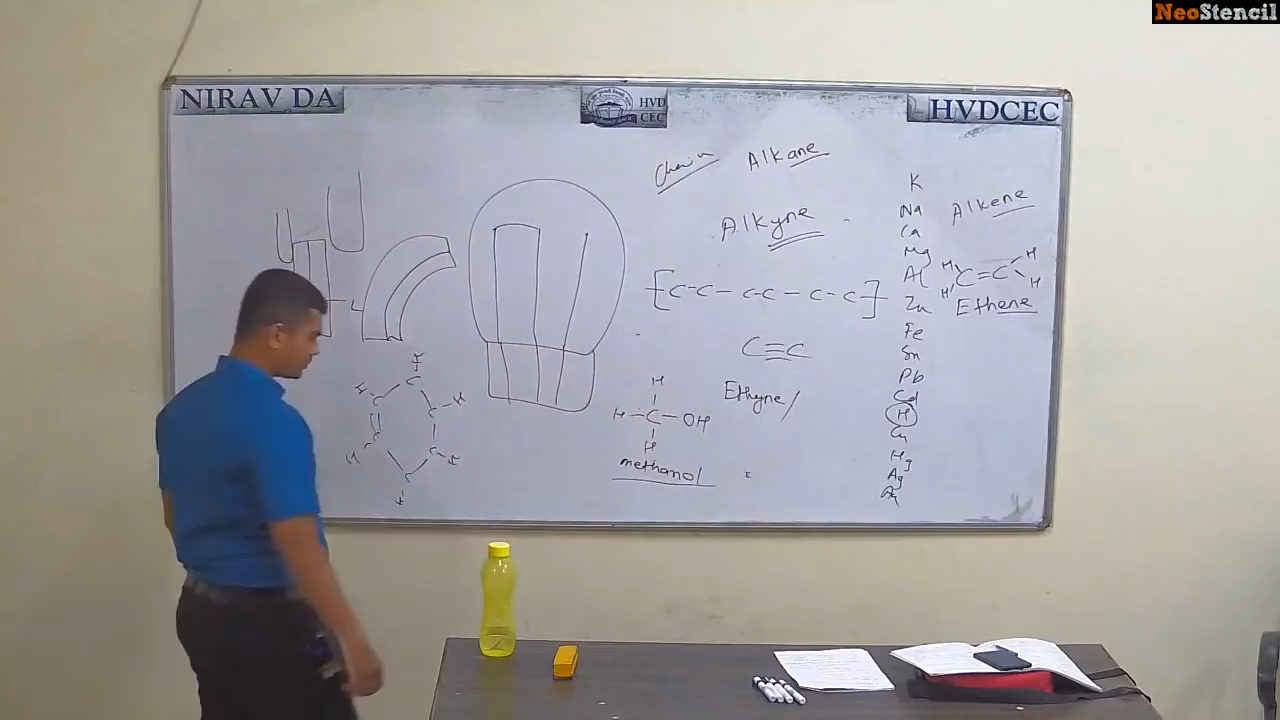 NeoStencil
NIRAV DA
HVD
CEC
HVDCEC
Chain
Alkane
Alkyne
[C-C-C-C-C-C]
C≡C
Ethyne/
H
H-C-OH
H
methanol
K
Na
Ca
Mg
Al
Zn
Fe
Sn
Pb
Cd
H
Cu
Hg
Ag
Alkene
H H
C=C
H H
Ethene
H
C
H C C H
H C C H
C
H